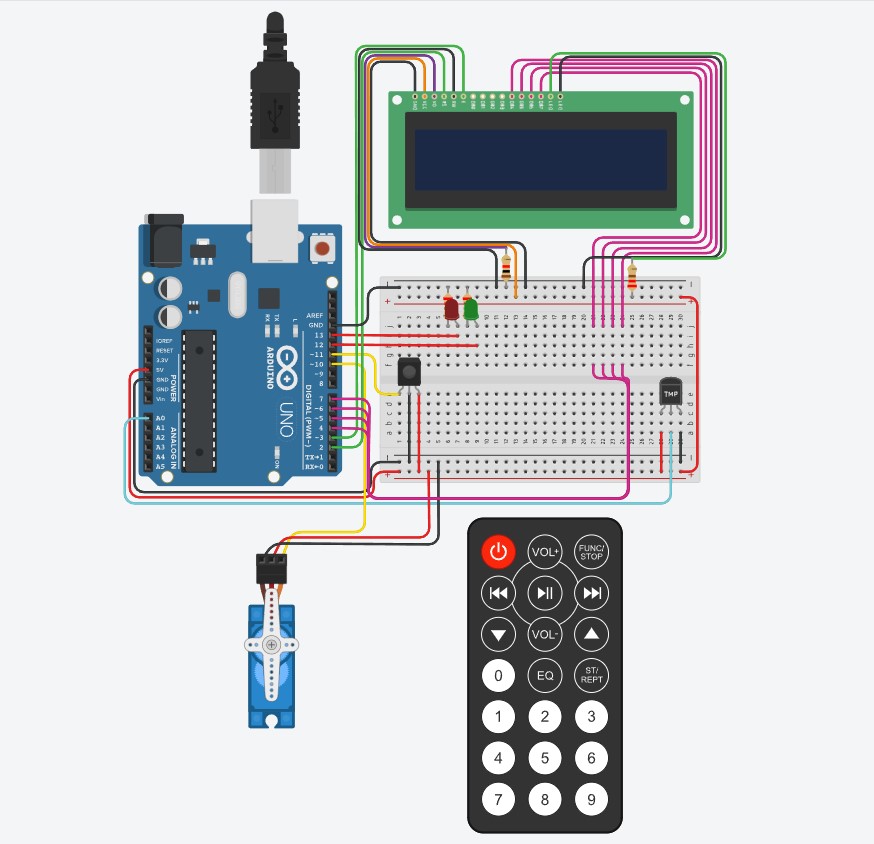 AREF
GND
13
12
~11
~10
~9
8
7
~6
~5
4
~3
2
TX→1
RX←0
DIGITAL (PWM~)
IOREF
RESET
3.3V
5V
GND
GND
Vin
POWER
A0
A1
A2
A3
A4
A5
ANALOG IN
RX
TX
L
ON
ARDUINO
UNO
TMP
VOL+
FUNC/
STOP
VOL-
0
EQ
ST/
REPT
1
2
3
4
5
6
7
8
9